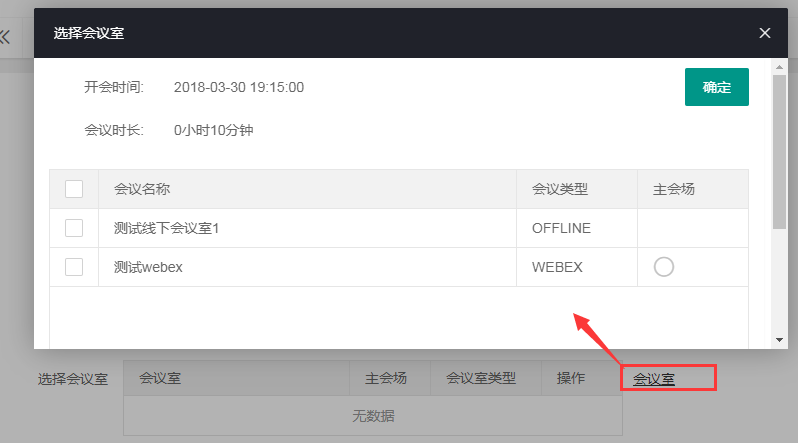 选择会议室
开会时间: 2018-03-30 19:15:00
确定
会议时长: 0小时10分钟
会议名称 会议类型 主会场
测试线下会议室1 OFFLINE
测试webex WEBEX
选择会议室 会议室 主会场 会议室类型 操作 会议室
无数据